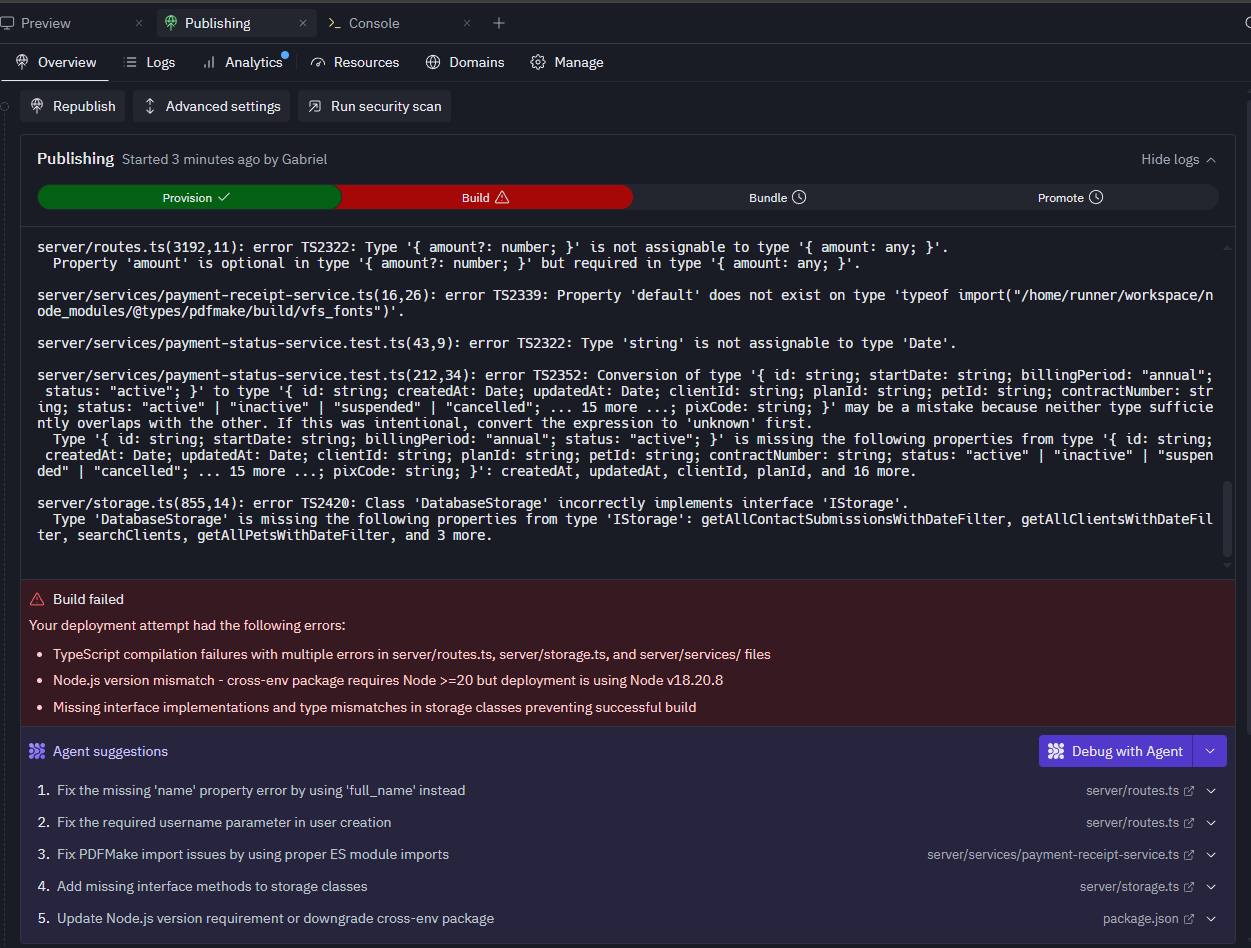 Preview
Publishing
Console
Overview
Logs
Analytics
Resources
Domains
Manage
Republish
Advanced settings
Run security scan
Publishing Started 3 minutes ago by Gabriel
Hide logs
Provision
Build
Bundle
Promote
server/routes.ts(3192,11): error TS2322: Type '{ amount?: number; }' is not assignable to type '{ amount: any; }'.
Property 'amount' is optional in type '{ amount?: number; }' but required in type '{ amount: any; }'.
server/services/payment-receipt-service.ts(16,26): error TS2339: Property 'default' does not exist on type 'typeof import("/home/runner/workspace/n
ode_modules/@types/pdfmake/build/vfs_fonts")'.
server/services/payment-status-service.test.ts(43,9): error TS2322: Type 'string' is not assignable to type 'Date'.
server/services/payment-status-service.test.ts(212,34): error TS2352: Conversion of type '{ id: string; startDate: string; billingPeriod: "annual";
status: "active"; }' to type '{ id: string; createdAt: Date; updatedAt: Date; clientId: string; planId: string; petId: string; contractNumber: str
ing; status: "active" | "inactive" | "suspended" | "cancelled"; ... 15 more ...; pixCode: string; }' may be a mistake because neither type sufficie
ntly overlaps with the other. If this was intentional, convert the expression to 'unknown' first.
Type '{ id: string; startDate: string; billingPeriod: "annual"; status: "active"; }' is missing the following properties from type '{ id: string;
createdAt: Date; updatedAt: Date; clientId: string; planId: string; petId: string; contractNumber: string; status: "active" | "inactive" | "suspen
ded" | "cancelled"; ... 15 more ...; pixCode: string; }': createdAt, updatedAt, clientId, planId, and 16 more.
server/storage.ts(855,14): error TS2420: Class 'DatabaseStorage' incorrectly implements interface 'IStorage'.
Type 'DatabaseStorage' is missing the following properties from type 'IStorage': getAllContactSubmissionsWithDateFilter, getAllClientsWithDateFil
ter, searchClients, getAllPetsWithDateFilter, and 3 more.
Build failed
Your deployment attempt had the following errors:
• TypeScript compilation failures with multiple errors in server/routes.ts, server/storage.ts, and server/services/ files
• Node.js version mismatch - cross-env package requires Node >=20 but deployment is using Node v18.20.8
• Missing interface implementations and type mismatches in storage classes preventing successful build
Agent suggestions
Debug with Agent
1. Fix the missing 'name' property error by using 'full_name' instead server/routes.ts
2. Fix the required username parameter in user creation server/routes.ts
3. Fix PDFMake import issues by using proper ES module imports server/services/payment-receipt-service.ts
4. Add missing interface methods to storage classes server/storage.ts
5. Update Node.js version requirement or downgrade cross-env package package.json